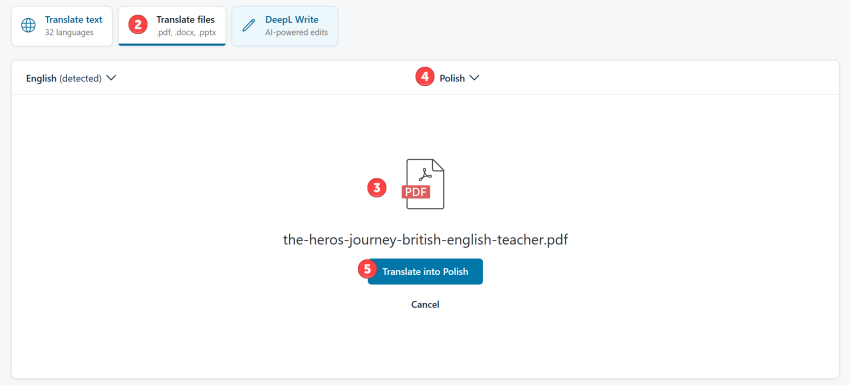 Translate text
32 languages
2
Translate files
.pdf, .docx, .pptx
DeepL Write
AI-powered edits
English (detected)
4
Polish
3
PDF
the-heros-journey-british-english-teacher.pdf
5
Translate into Polish
Cancel